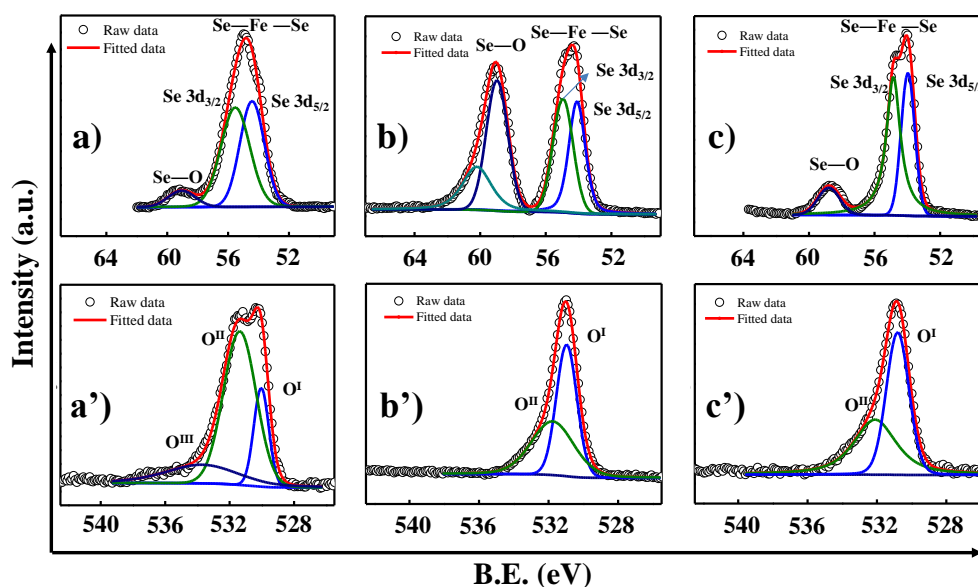 Intensity (a.u.)
B.E. (eV)
a)
Raw data
Fitted data
Se—Fe —Se
Se 3d3/2
Se 3d5/2
Se—O
64 60 56 52
b)
Raw data
Fitted data
Se—O
Se—Fe—Se
Se 3d3/2
Se 3d5/2
64 60 56 52
c)
Raw data
Fitted data
Se—Fe —Se
Se 3d3/2
Se 3d5/
Se—O
64 60 56 52
a')
Raw data
Fitted data
OII
OI
OIII
540 536 532 528
b')
Raw data
Fitted data
OI
OII
540 536 532 528
c')
Raw data
Fitted data
OI
OII
540 536 532 528